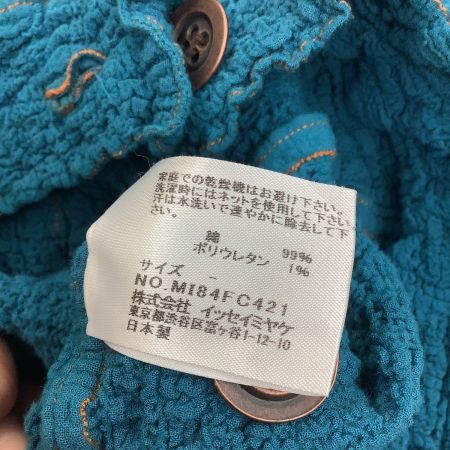 家庭での乾燥機はお避け下さい。
洗濯時にはネットを使用して下さい。
汗は水洗いで速やかに除去して下
さい。
綿 99%
ポリウレタン 1%
サイズ -
NO.MI84FC421
株式会社 イッセイミヤケ
東京都渋谷区富ヶ谷1-12-10
日本製